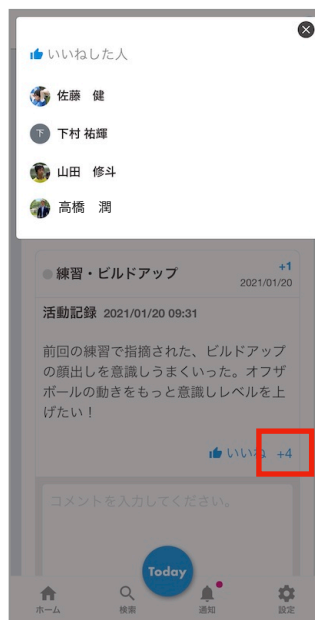 いいねした人
佐藤　健
下
下村 祐輝
山田　修斗
高橋　潤
練習・ビルドアップ
+1
2021/01/20
活動記録 2021/01/20 09:31
前回の練習で指摘された、ビルドアップ
の顔出しを意識しうまくいった。オフザ
ボールの動きをもっと意識しレベルを上
げたい！
いいね +4
コメントを入力してください。
Today
ホーム
検索
通知
設定